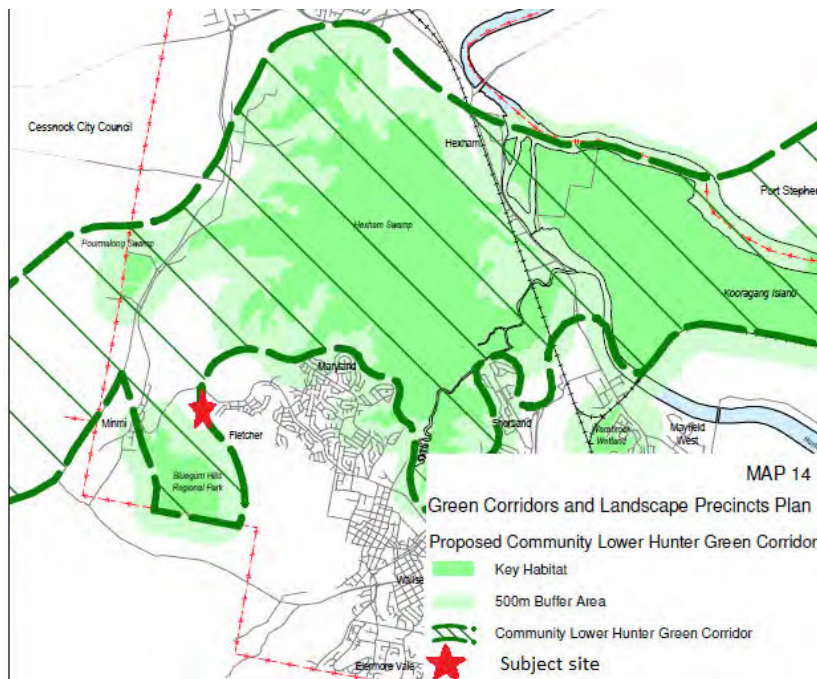 Cessnock City Council
Hexham
Port Stephen
Pourmalong Swamp
Hexham Swamp
Kooragang Island
Maryland
Minmi
Fletcher
Shortland
Mayfield
West
Bluegum Hills
Regional Park
Wallse
Elermore Vale
MAP 14
Green Corridors and Landscape Precincts Plan
Proposed Community Lower Hunter Green Corridor
Key Habitat
500m Buffer Area
Community Lower Hunter Green Corridor
Subject site